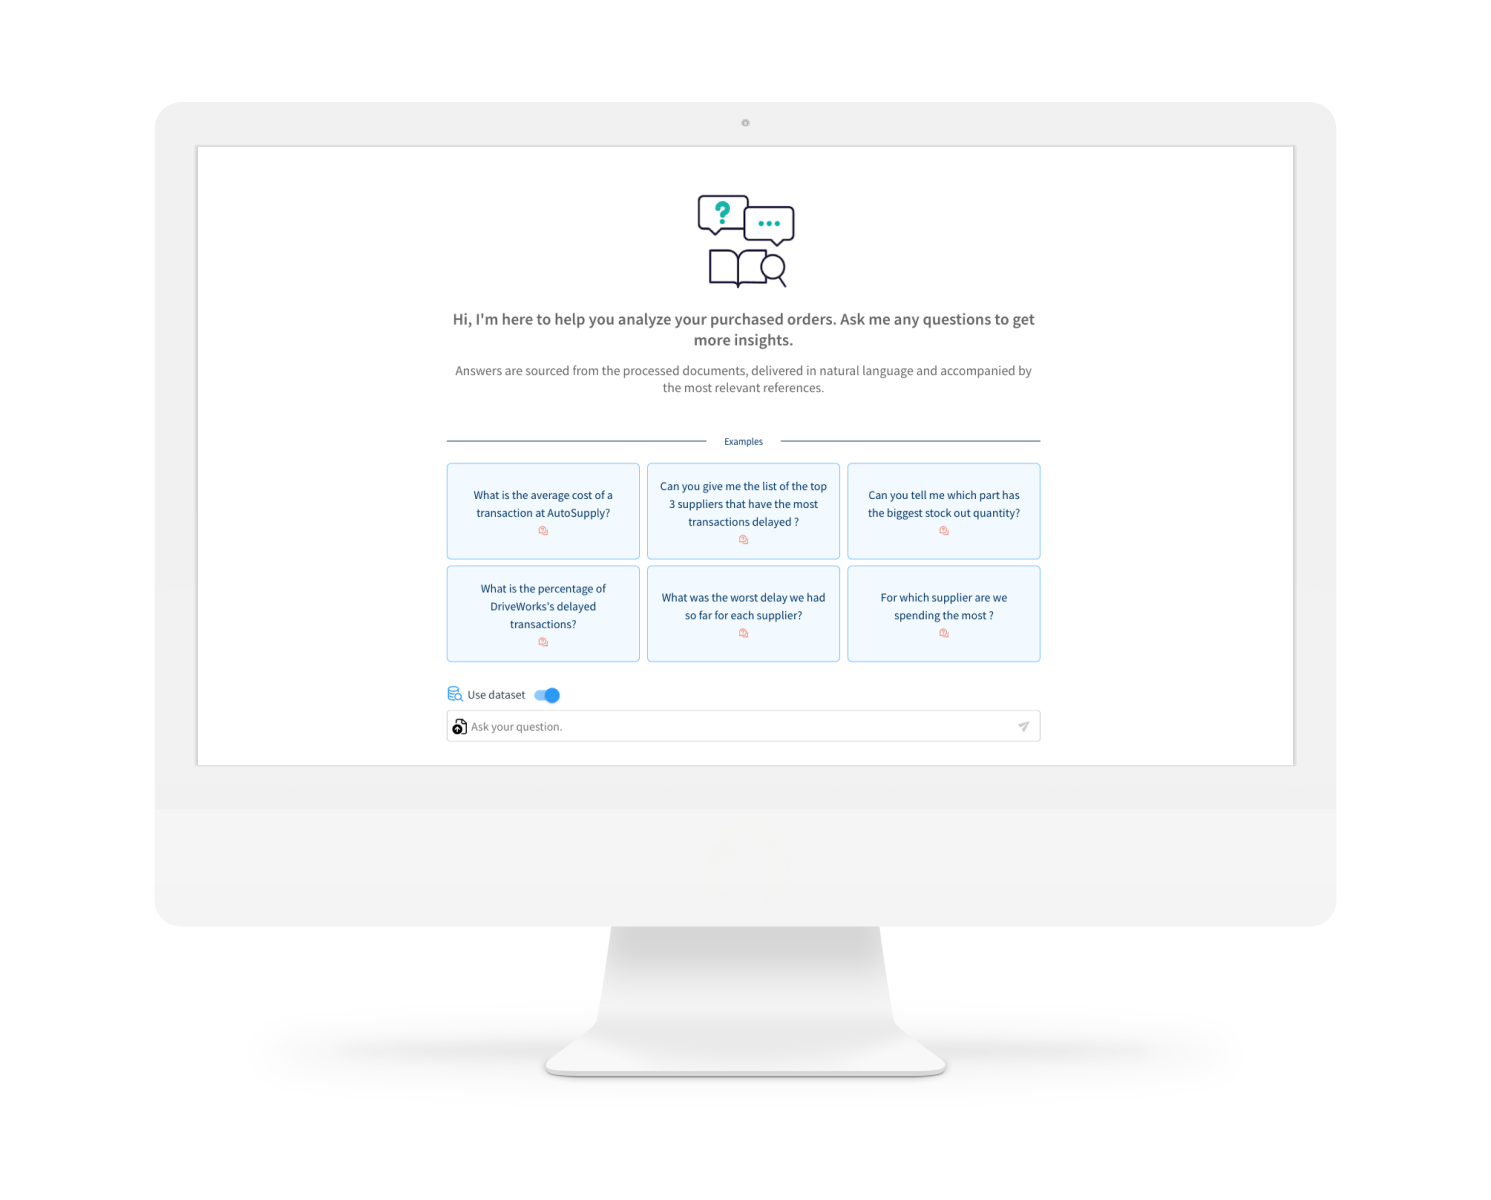 Hi, I'm here to help you analyze your purchased orders. Ask me any questions to get
more insights.
Answers are sourced from the processed documents, delivered in natural language and accompanied by
the most relevant references.
Examples
What is the average cost of a
transaction at AutoSupply?
Can you give me the list of the top
3 suppliers that have the most
transactions delayed ?
Can you tell me which part has
the biggest stock out quantity?
What is the percentage of
DriveWorks's delayed
transactions?
What was the worst delay we had
so far for each supplier?
For which supplier are we
spending the most ?
Use dataset
Ask your question.